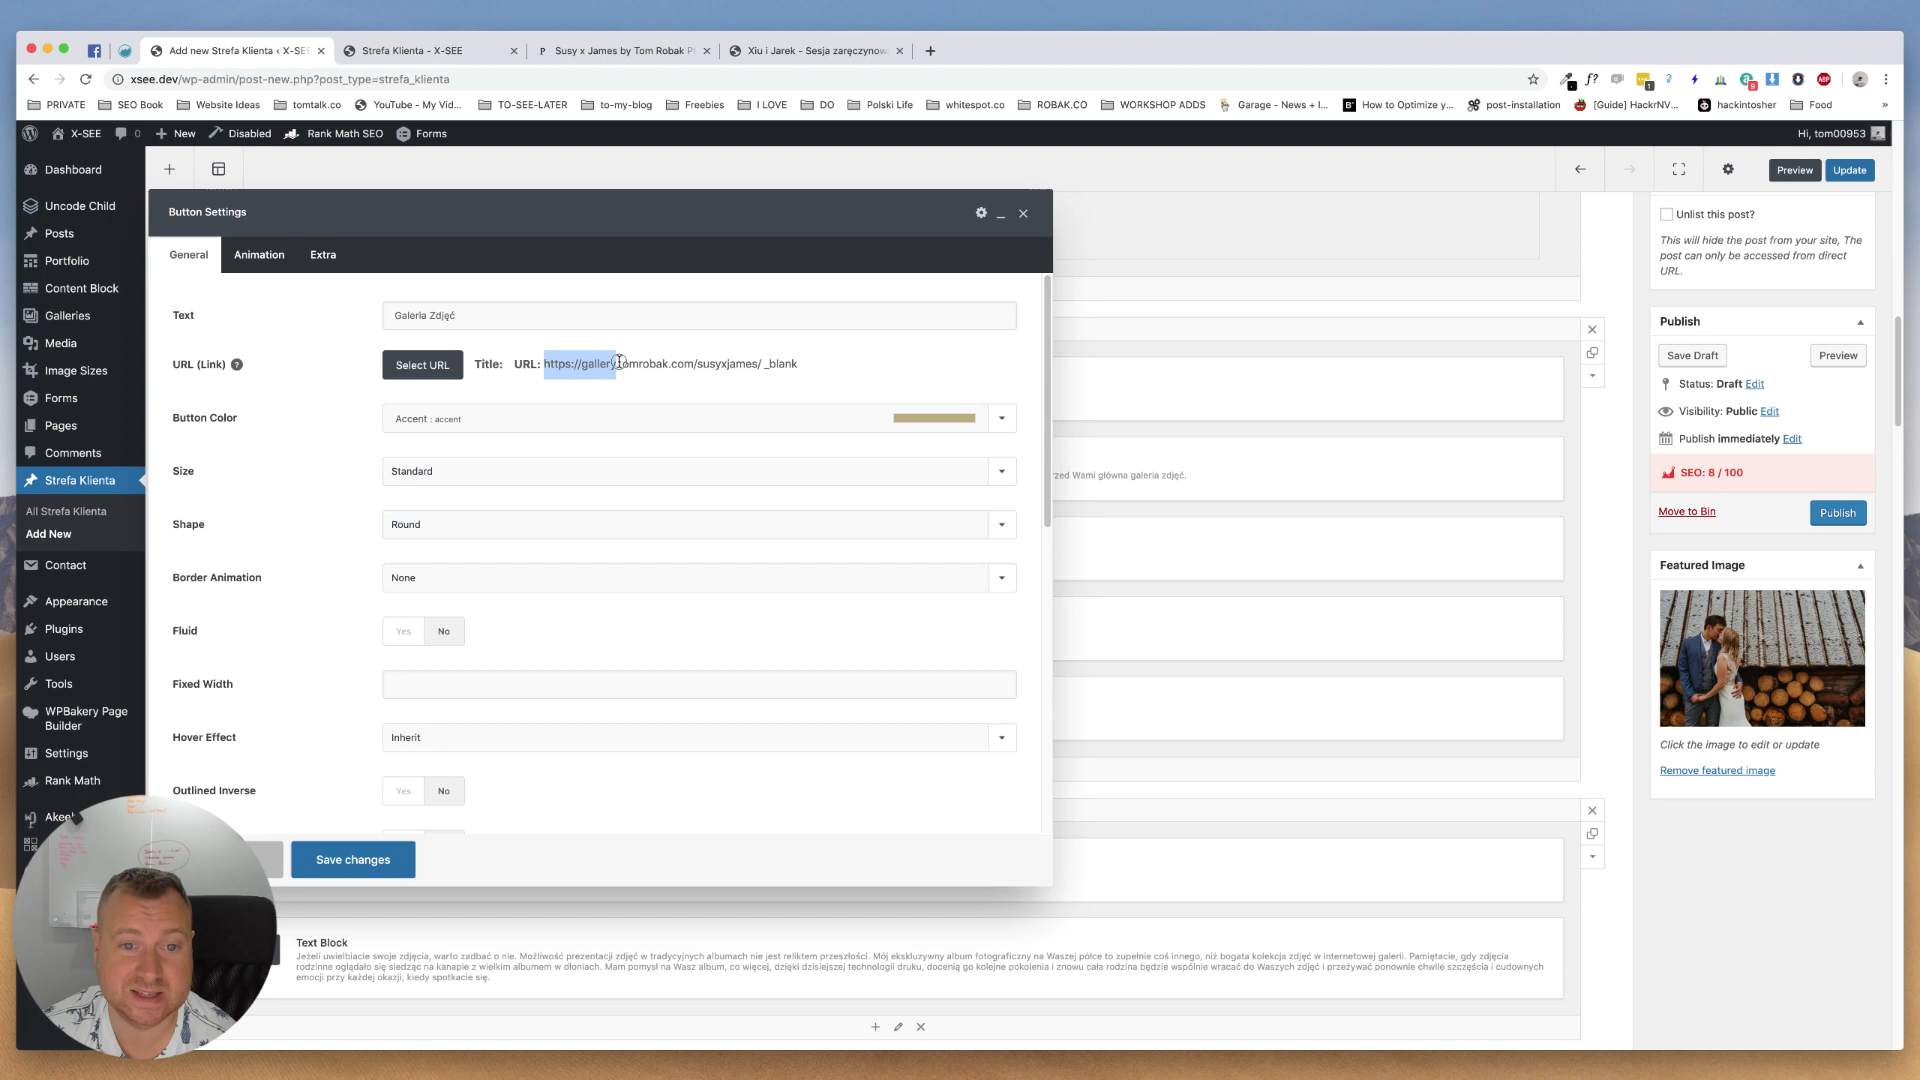 Add new Strefa Klienta ‹ X-SEE
Strefa Klienta - X-SEE
Susy x James by Tom Robak P
Xiu i Jarek - Sesja zaręczynow
xsee.dev/wp-admin/post-new.php?post_type=strefa_klienta
PRIVATE
SEO Book
Website Ideas
tomtalk.co
YouTube - My Vid...
TO-SEE-LATER
to-my-blog
Freebies
I LOVE
DO
Polski Life
whitespot.co
ROBAK.CO
WORKSHOP ADDS
Garage - News + I...
How to Optimize y...
post-installation
[Guide] HackrNV...
hackintosher
Food
X-SEE
0
New
Disabled
Rank Math SEO
Forms
Hi, tom00953
Dashboard
Uncode Child
Posts
Portfolio
Content Block
Galleries
Media
Image Sizes
Forms
Pages
Comments
Strefa Klienta
All Strefa Klienta
Add New
Contact
Appearance
Plugins
Users
Tools
WPBakery Page
Builder
Settings
Rank Math
Akee
Preview
Update
Button Settings
General
Animation
Extra
Text
Galeria Zdjęć
URL (Link)
Select URL
Title: URL: https://gallery.tomrobak.com/susyxjames/ _blank
Button Color
Accent : accent
Size
Standard
Shape
Round
Border Animation
None
Fluid
Yes
No
Fixed Width
Hover Effect
Inherit
Outlined Inverse
Yes
No
Save changes
rzed Wami główna galeria zdjęć.
Text Block
Jeżeli uwielbiacie swoje zdjęcia, warto zadbać o nie. Możliwość prezentacji zdjęć w tradycyjnych albumach nie jest reliktem przeszłości. Mój ekskluzywny album fotograficzny na Waszej półce to zupełnie coś innego, niż bogata kolekcja zdjęć w internetowej galerii. Pamiętacie, gdy zdjęcia
rodzinne oglądało się siedząc na kanapie z wielkim albumem w dłoniach. Mam pomysł na Wasz album, co więcej, dzięki dzisiejszej technologii druku, docenią go kolejne pokolenia i znowu cała rodzina będzie wspólnie wracać do Waszych zdjęć i przeżywać ponownie chwile szczęścia i cudownych
emocji przy każdej okazji, kiedy spotkacie się.
Unlist this post?
This will hide the post from your site, The
post can only be accessed from direct
URL.
Publish
Save Draft
Preview
Status: Draft Edit
Visibility: Public Edit
Publish immediately Edit
SEO: 8 / 100
Move to Bin
Publish
Featured Image
Click the image to edit or update
Remove featured image